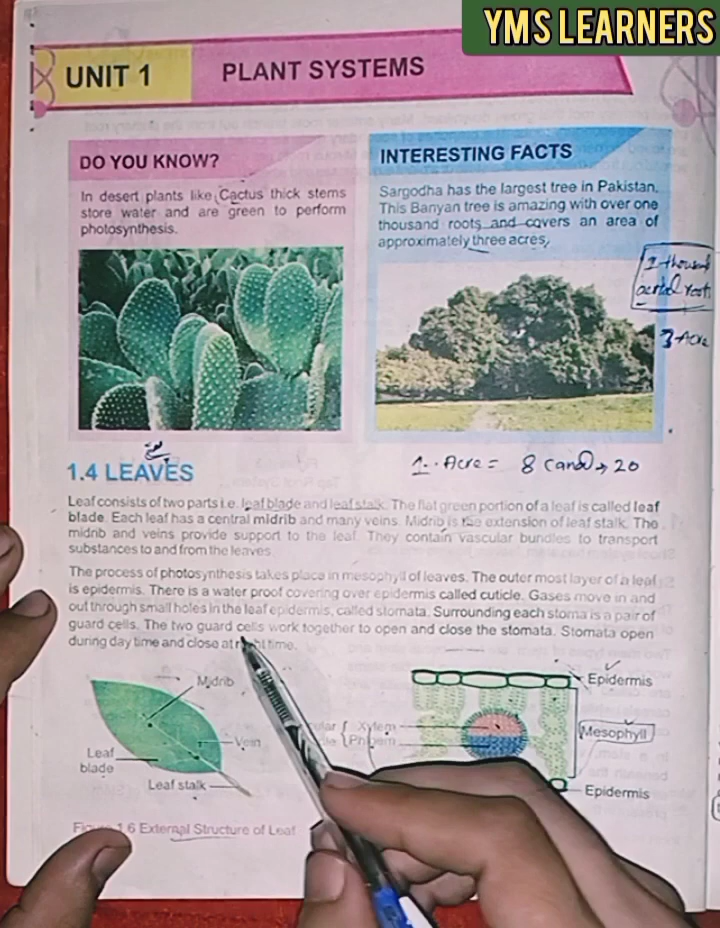 YMS LEARNERS
UNIT 1
PLANT SYSTEMS
DO YOU KNOW?
In desert plants like Cactus thick stems
store water and are green to perform
photosynthesis.
INTERESTING FACTS
Sargodha has the largest tree in Pakistan.
This Banyan tree is amazing with over one
thousand roots and covers an area of
approximately three acres.
1 thousand
aerial roots
3 Acre
1 Acre = 8 Canal → 20
1.4 LEAVES
Leaf consists of two parts i.e. leaf blade and leaf stalk. The flat green portion of a leaf is called leaf
blade. Each leaf has a central midrib and many veins. Midrib is the extension of leaf stalk. The
midrib and veins provide support to the leaf. They contain vascular bundles to transport
substances to and from the leaves.
The process of photosynthesis takes place in mesophyll of leaves. The outer most layer of a leaf
is epidermis. There is a water proof covering over epidermis called cuticle. Gases move in and
out through small holes in the leaf epidermis, called stomata. Surrounding each stoma is a pair of
guard cells. The two guard cells work together to open and close the stomata. Stomata open
during day time and close at night time.
Midrib
Vein
Leaf
blade
Leaf stalk
Xylem
Phloem
Epidermis
Mesophyll
Epidermis
Figure 1.6 External Structure of Leaf